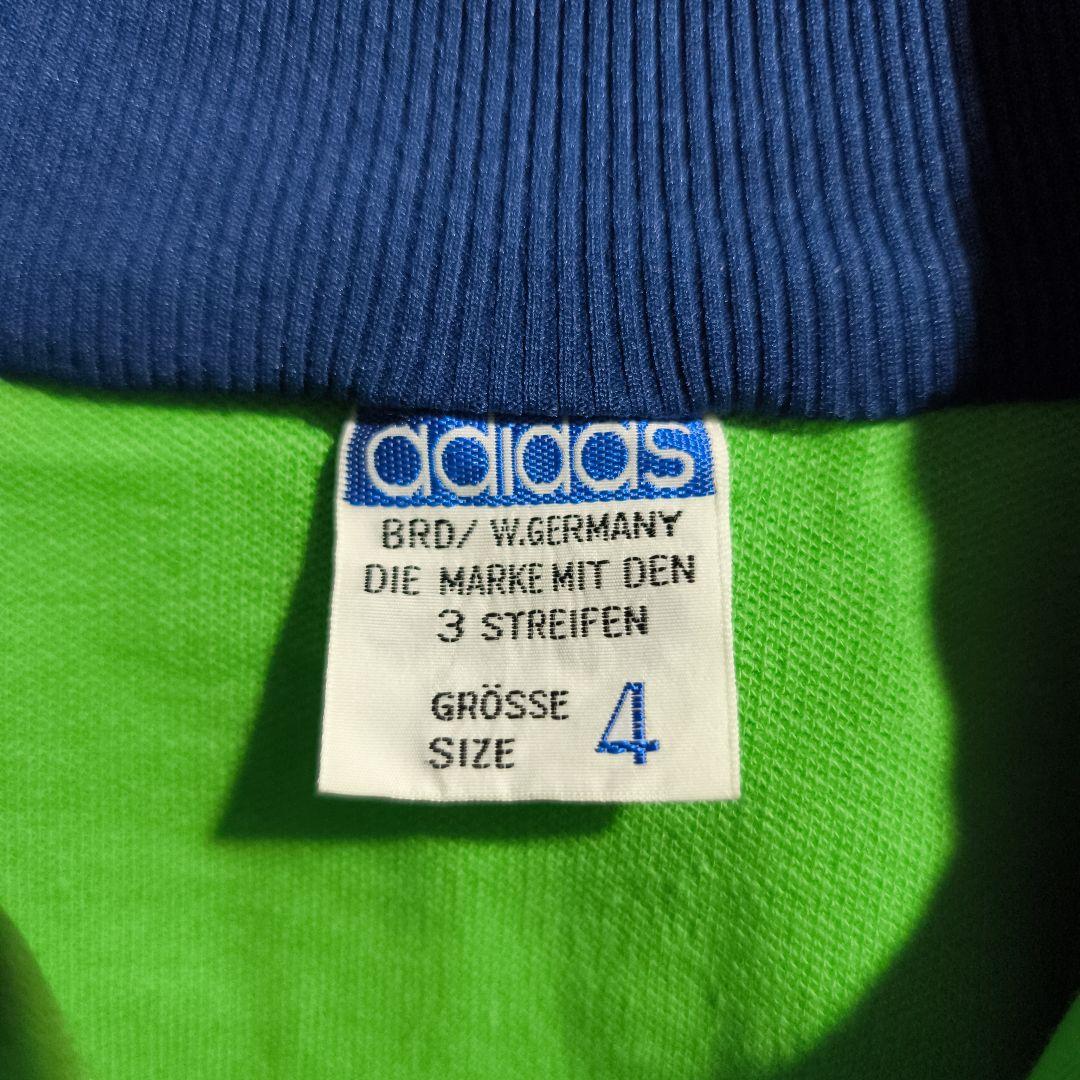 adidas
BRD/ W.GERMANY
DIE MARKE MIT DEN
3 STREIFEN
GRÖSSE
SIZE 4